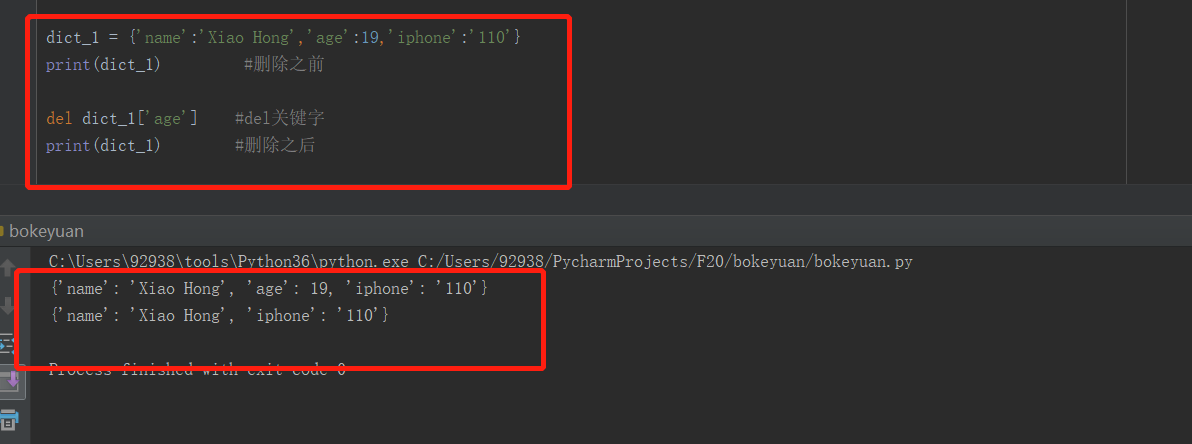 dict_1 = {'name':'Xiao Hong','age':19,'iphone':'110'}
print(dict_1) #删除之前
del dict_1['age'] #del关键字
print(dict_1) #删除之后
bokeyuan
C:\Users\92938\tools\Python36\python.exe C:/Users/92938/PycharmProjects/F20/bokeyuan/bokeyuan.py
{'name': 'Xiao Hong', 'age': 19, 'iphone': '110'}
{'name': 'Xiao Hong', 'iphone': '110'}
Process finished with exit code 0